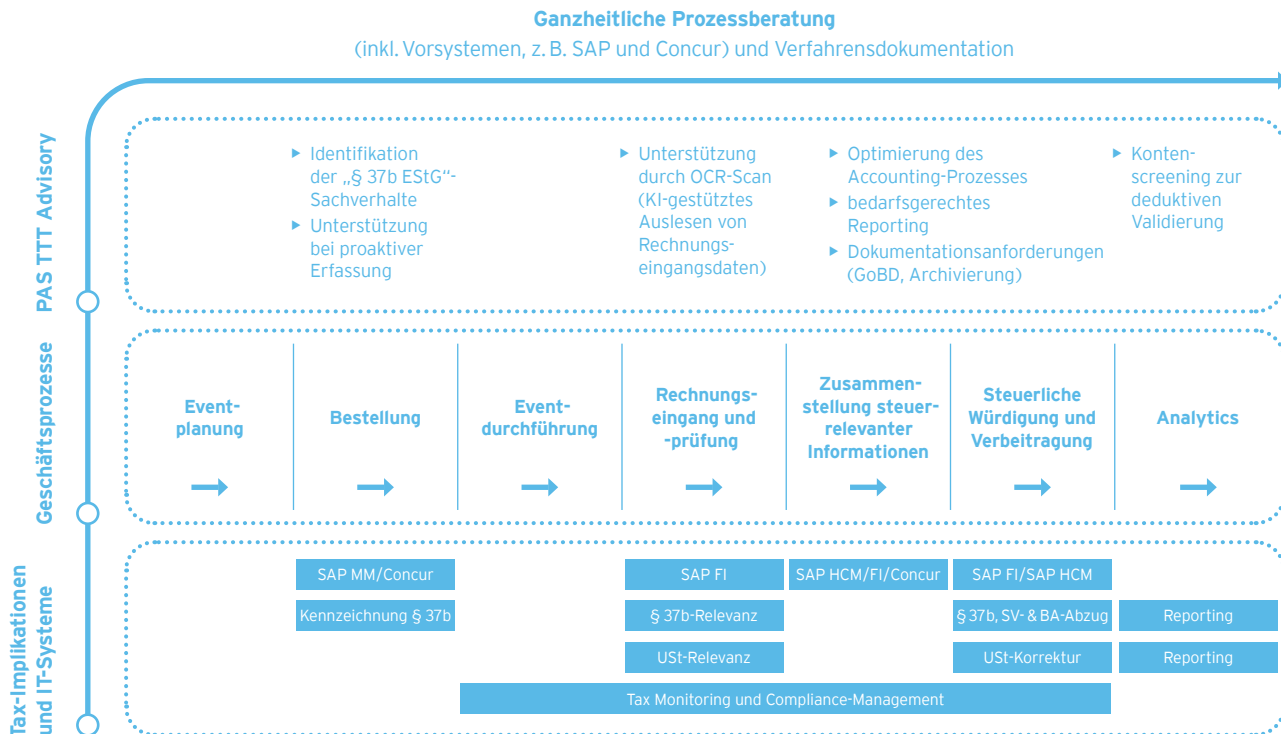 Ganzheitliche Prozessberatung
(inkl. Vorsystemen, z. B. SAP und Concur) und Verfahrensdokumentation
PAS TTT Advisory
▸ Identifikation
der „§ 37b EStG“-
Sachverhalte
▸ Unterstützung
bei proaktiver
Erfassung
▸ Unterstützung
durch OCR-Scan
(KI-gestütztes
Auslesen von
Rechnungs-
eingangsdaten)
▸ Optimierung des
Accounting-Prozesses
▸ bedarfsgerechtes
Reporting
▸ Dokumentationsanforderungen
(GoBD, Archivierung)
▸ Konten-
screening zur
deduktiven
Validierung
Geschäftsprozesse
Event-
planung
Bestellung
Event-
durchführung
Rechnungs-
eingang und
-prüfung
Zusammen-
stellung steuer-
relevanter
Informationen
Steuerliche
Würdigung und
Verbeitragung
Analytics
Tax-Implikationen
und IT-Systeme
SAP MM/Concur
SAP FI
SAP HCM/FI/Concur
SAP FI/SAP HCM
Kennzeichnung § 37b
§ 37b-Relevanz
§ 37b, SV- & BA-Abzug
Reporting
USt-Relevanz
USt-Korrektur
Reporting
Tax Monitoring und Compliance-Management